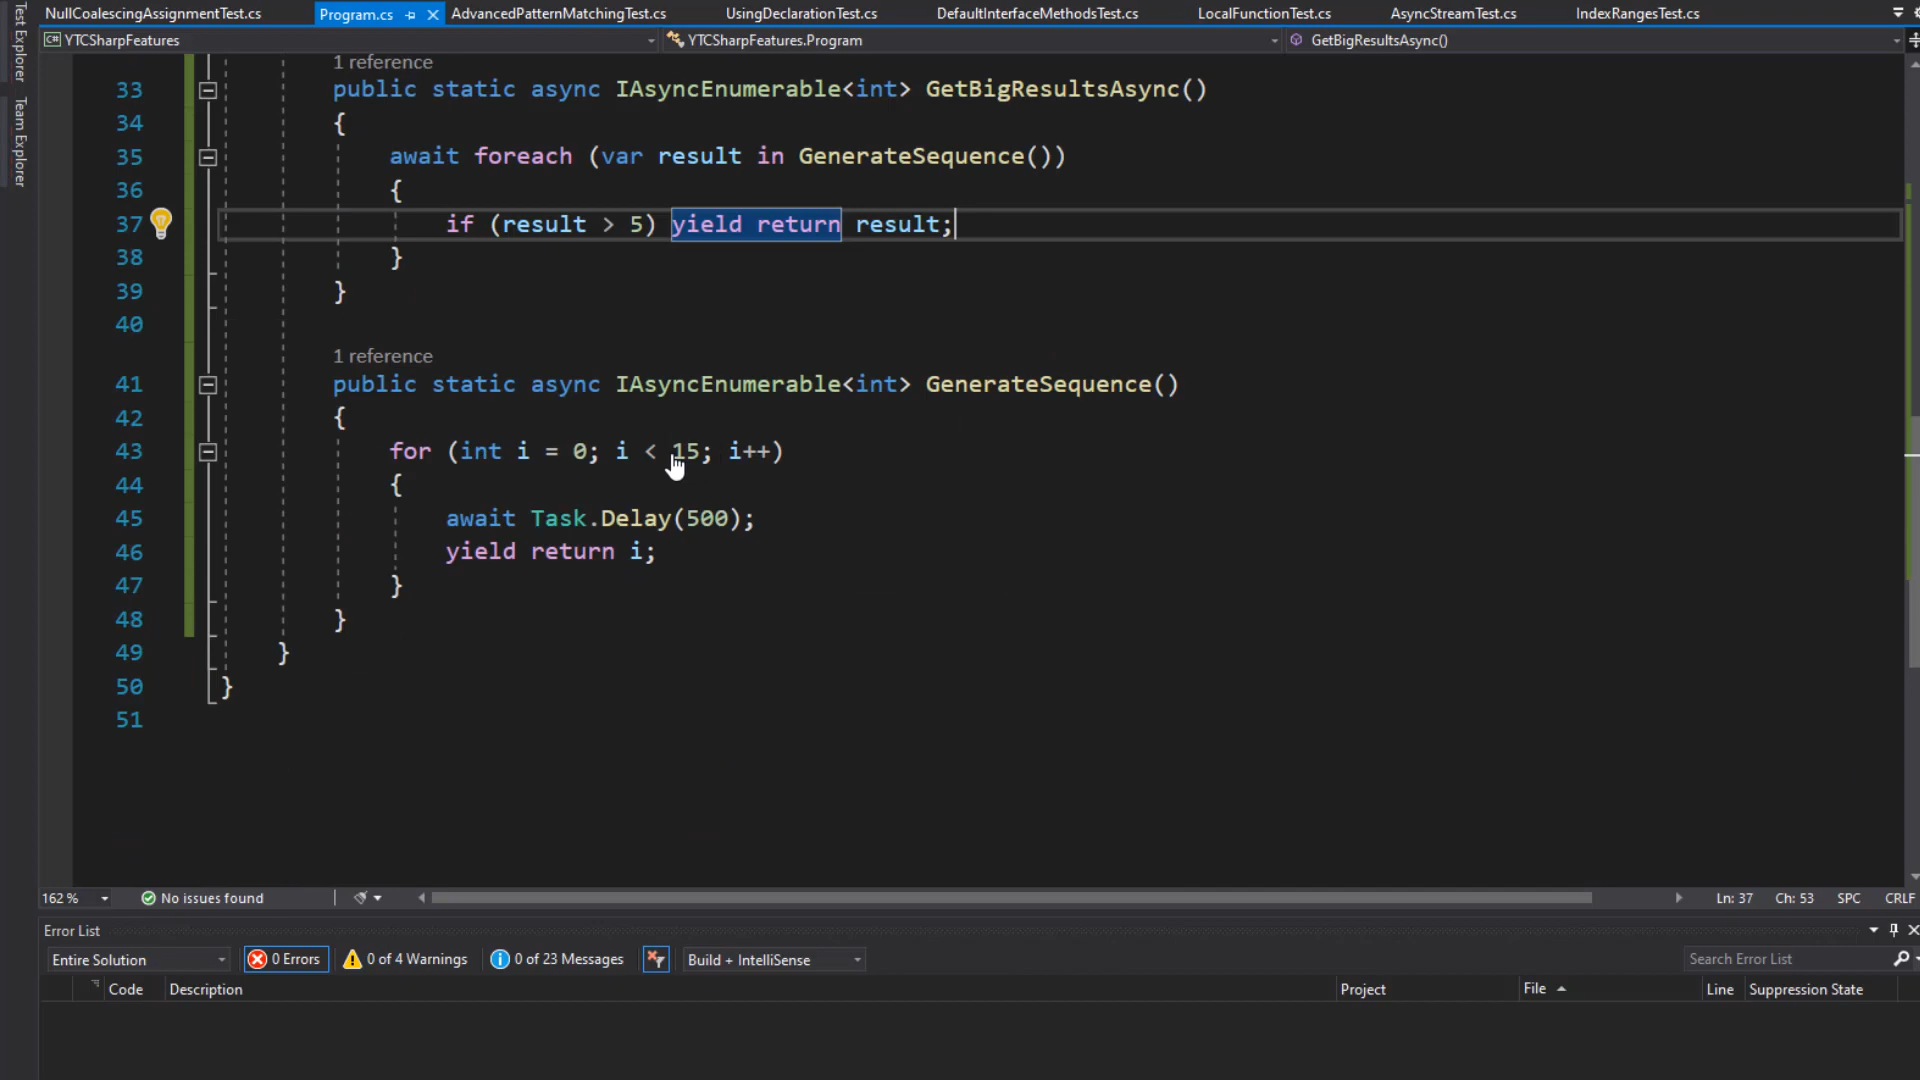 NullCoalescingAssignmentTest.cs Program.cs AdvancedPatternMatchingTest.cs UsingDeclarationTest.cs DefaultInterfaceMethodsTest.cs LocalFunctionTest.cs AsyncStreamTest.cs IndexRangesTest.cs
Test Explorer
Team Explorer
C# YTCSharpFeatures YTCSharpFeatures.Program GetBigResultsAsync()
1 reference
33 public static async IAsyncEnumerable<int> GetBigResultsAsync()
34 {
35 await foreach (var result in GenerateSequence())
36 {
37 if (result > 5) yield return result;
38 }
39 }
40
1 reference
41 public static async IAsyncEnumerable<int> GenerateSequence()
42 {
43 for (int i = 0; i < 15; i++)
44 {
45 await Task.Delay(500);
46 yield return i;
47 }
48 }
49 }
50 }
51
162 % No issues found Ln: 37 Ch: 53 SPC CRLF
Error List
Entire Solution 0 Errors 0 of 4 Warnings 0 of 23 Messages Build + IntelliSense Search Error List
Code Description Project File Line Suppression State